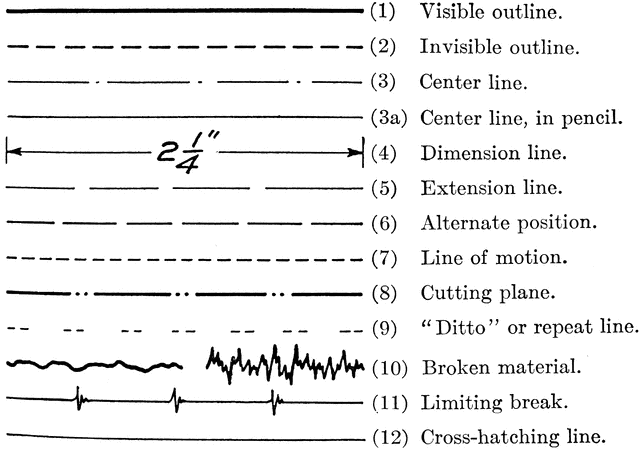 (1) Visible outline.
(2) Invisible outline.
(3) Center line.
(3a) Center line, in pencil.
2 1/4" (4) Dimension line.
(5) Extension line.
(6) Alternate position.
(7) Line of motion.
(8) Cutting plane.
(9) “Ditto” or repeat line.
(10) Broken material.
(11) Limiting break.
(12) Cross-hatching line.